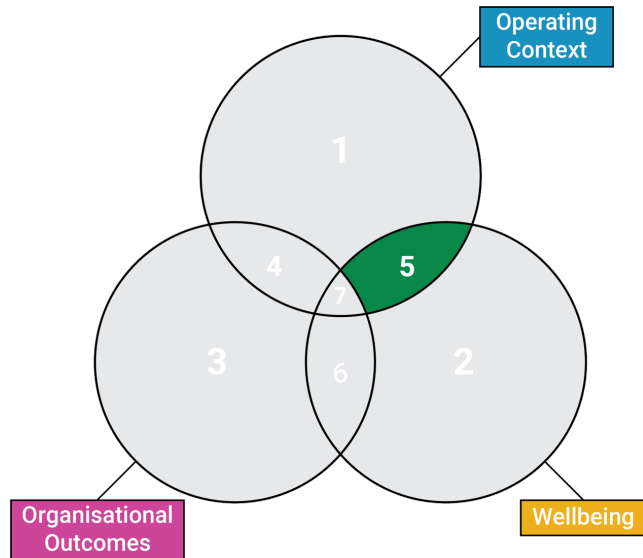 Operating
Context
1
4
5
7
3
6
2
Organisational
Outcomes
Wellbeing